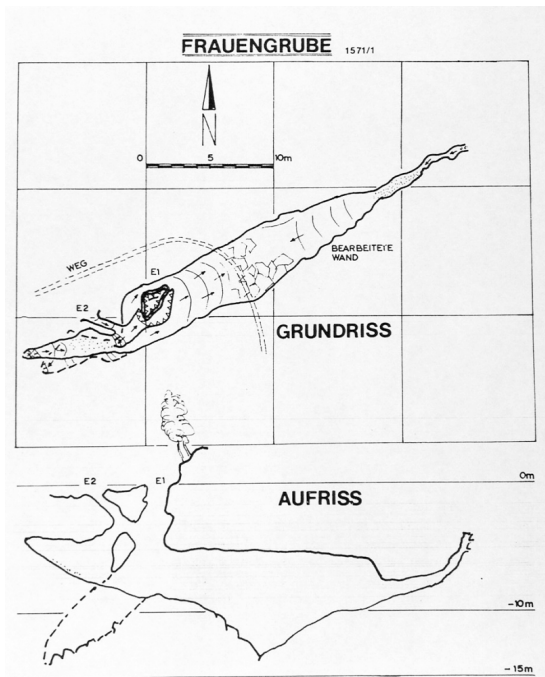 FRAUENGRUBE 1571/1
N
0 5 10m
BEARBEITETE
WAND
WEG
E1
E2
GRUNDRISS
E2 E1
0m
AUFRISS
-10m
-15m